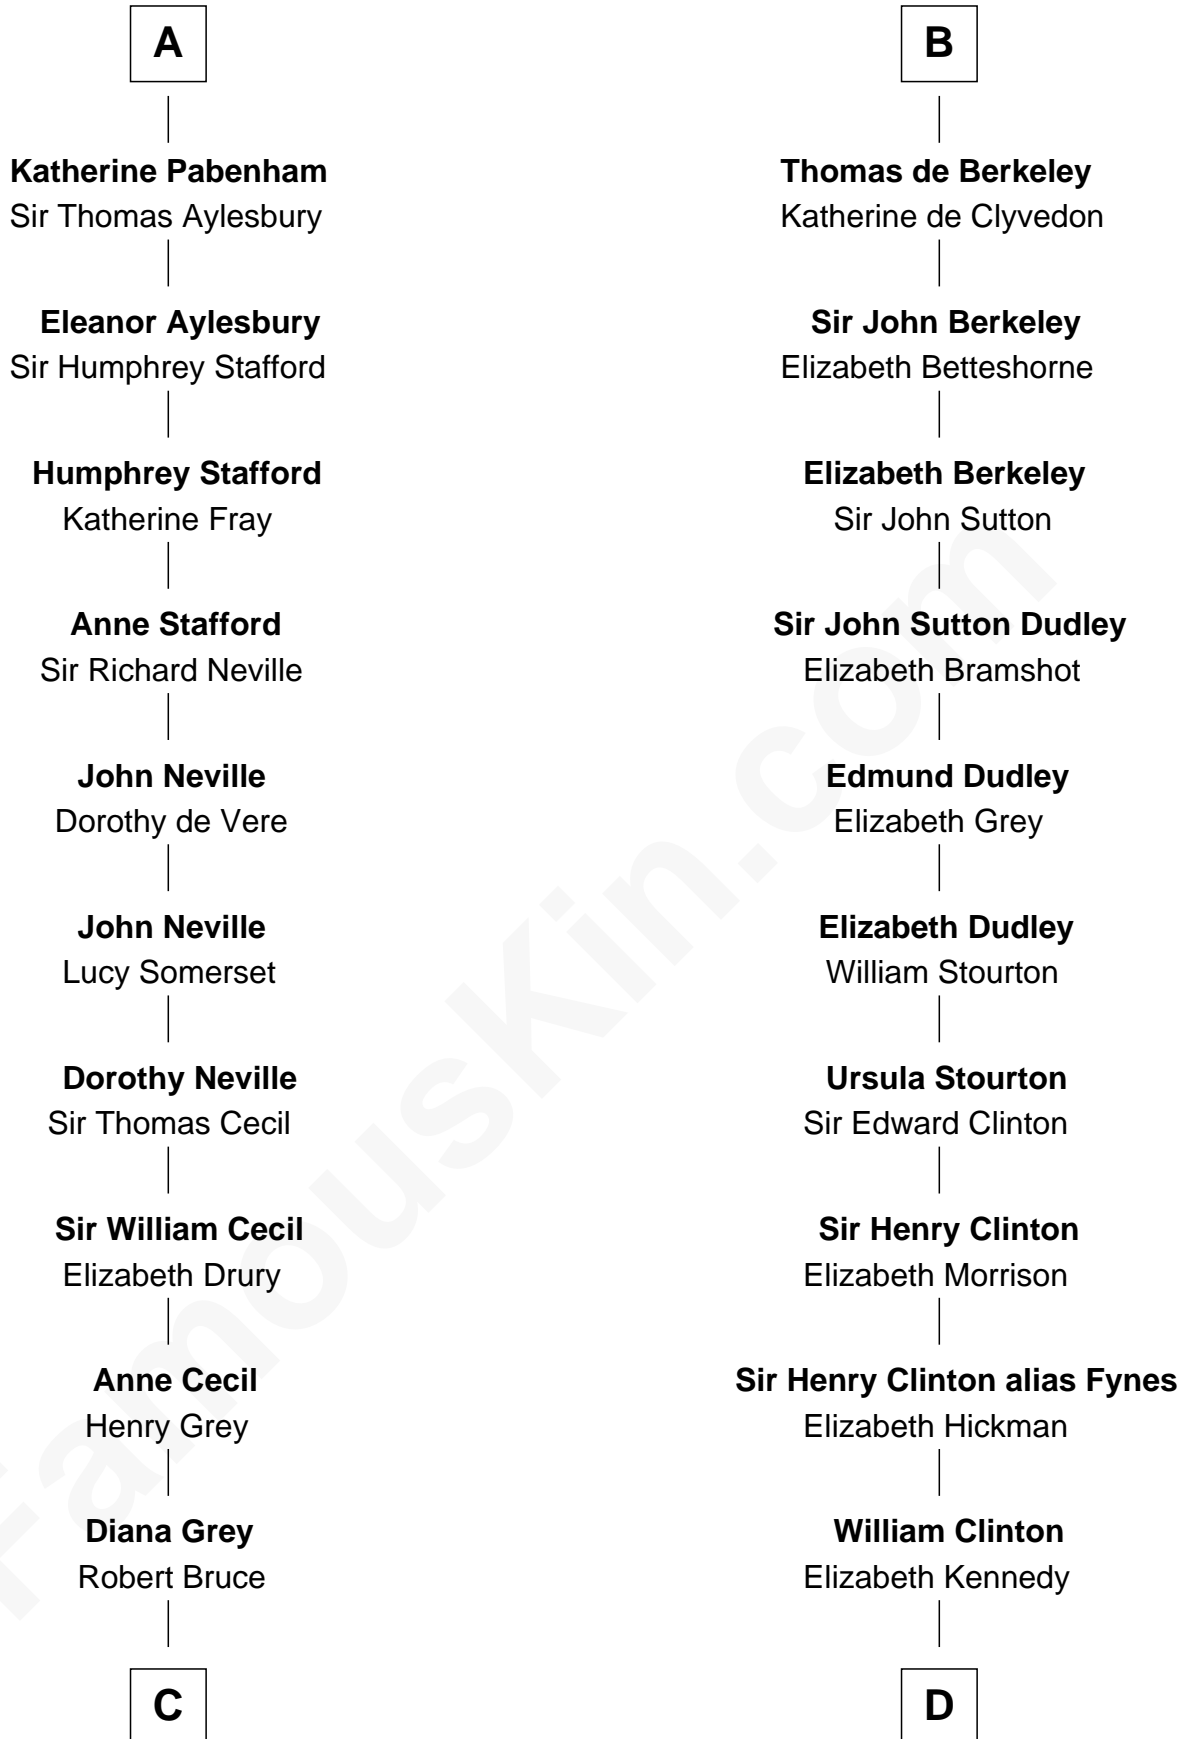 A
Katherine Pabenham
Sir Thomas Aylesbury
Eleanor Aylesbury
Sir Humphrey Stafford
Humphrey Stafford
Katherine Fray
Anne Stafford
Sir Richard Neville
John Neville
Dorothy de Vere
John Neville
Lucy Somerset
Dorothy Neville
Sir Thomas Cecil
Sir William Cecil
Elizabeth Drury
Anne Cecil
Henry Grey
Diana Grey
Robert Bruce
C
B
Thomas de Berkeley
Katherine de Clyvedon
Sir John Berkeley
Elizabeth Betteshorne
Elizabeth Berkeley
Sir John Sutton
Sir John Sutton Dudley
Elizabeth Bramshot
Edmund Dudley
Elizabeth Grey
Elizabeth Dudley
William Stourton
Ursula Stourton
Sir Edward Clinton
Sir Henry Clinton
Elizabeth Morrison
Sir Henry Clinton alias Fynes
Elizabeth Hickman
William Clinton
Elizabeth Kennedy
D
FamousKin.com